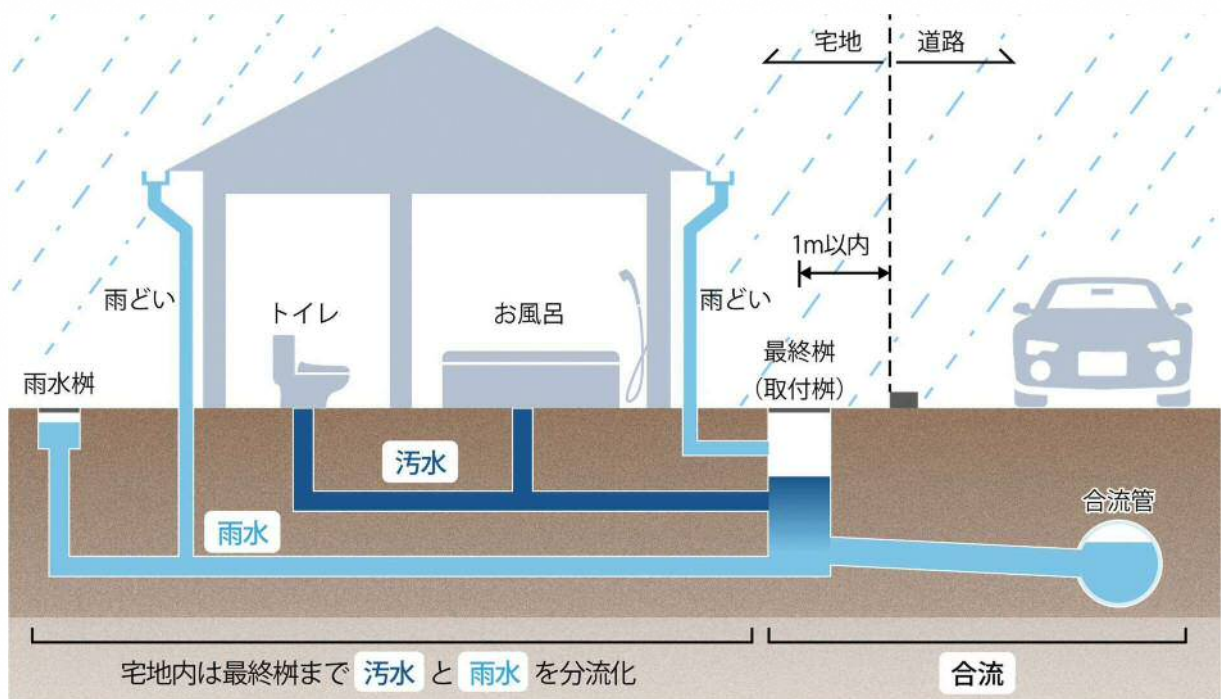 宅地
道路
1m以内
雨どい
トイレ
お風呂
雨どい
雨水桝
最終桝
(取付桝)
汚水
合流管
雨水
宅地内は最終桝まで 汚水 と 雨水 を分流化
合流